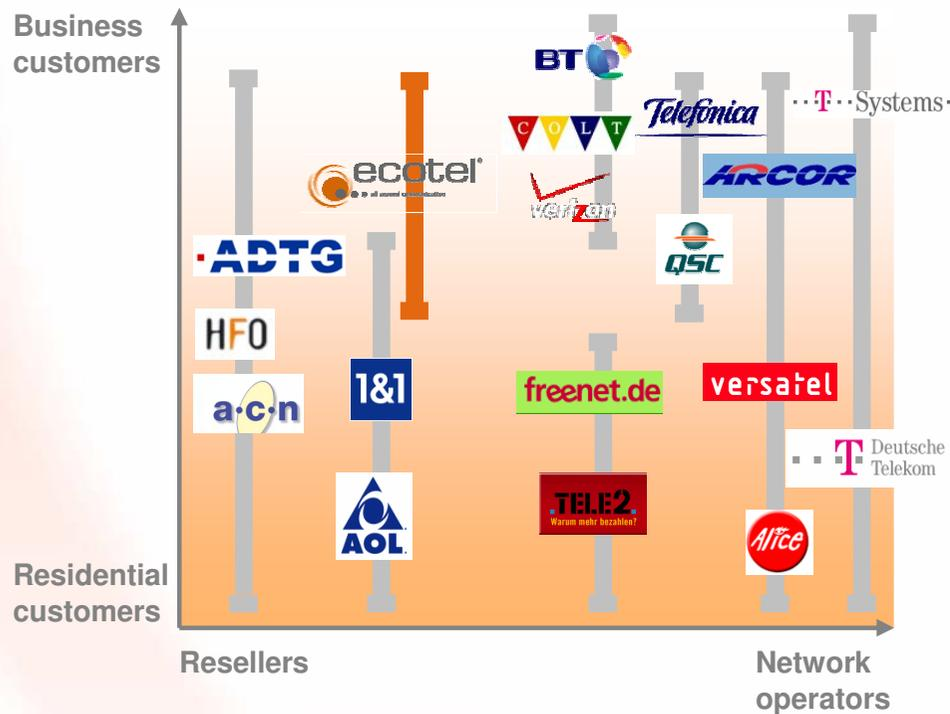 Business
customers
BT
·T··Systems·
Telefónica
COLT
ARCOR
ecotel®
verizon
ADTG
QSC
HFO
1&1
freenet.de
versatel
a·c·n
Deutsche
T
Telekom
TELE2.
Warum mehr bezahlen?
AOL
Alice
Residential
customers
Resellers
Network
operators